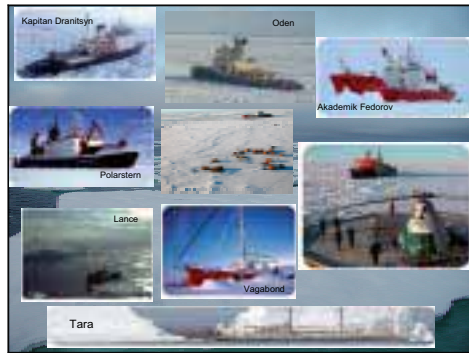 Kapitan Dranitsyn
Oden
Akademik Fedorov
Polarstern
Lance
Vagabond
Tara